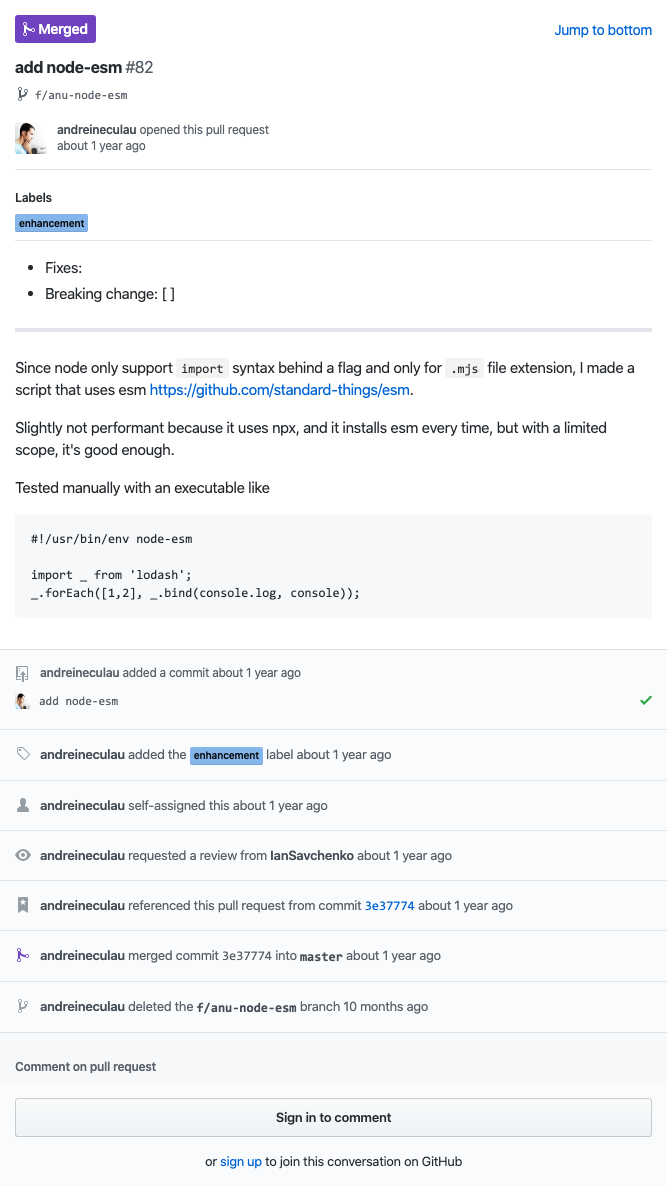 Merged
Jump to bottom
add node-esm #82
f/anu-node-esm
andreineculau opened this pull request
about 1 year ago
Labels
enhancement
• Fixes:
• Breaking change: [ ]
Since node only support import syntax behind a flag and only for .mjs file extension, I made a
script that uses esm https://github.com/standard-things/esm.
Slightly not performant because it uses npx, and it installs esm every time, but with a limited
scope, it's good enough.
Tested manually with an executable like
#!/usr/bin/env node-esm
import _ from 'lodash';
_.forEach([1,2], _.bind(console.log, console));
andreineculau added a commit about 1 year ago
add node-esm
andreineculau added the enhancement label about 1 year ago
andreineculau self-assigned this about 1 year ago
andreineculau requested a review from IanSavchenko about 1 year ago
andreineculau referenced this pull request from commit 3e37774 about 1 year ago
andreineculau merged commit 3e37774 into master about 1 year ago
andreineculau deleted the f/anu-node-esm branch 10 months ago
Comment on pull request
Sign in to comment
or sign up to join this conversation on GitHub